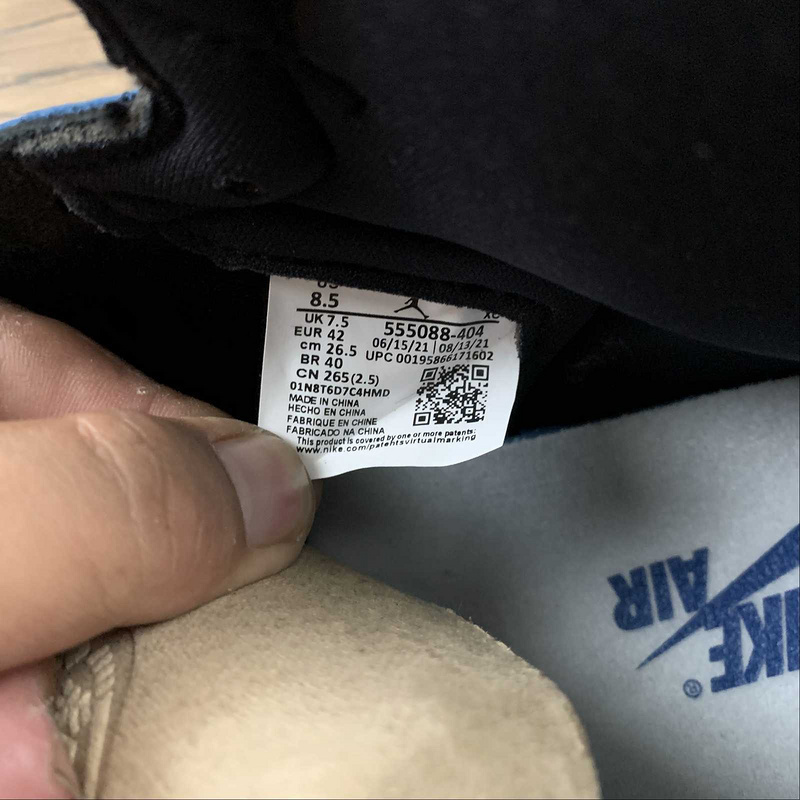 8.5
UK 7.5
EUR 42
cm 26.5
BR 40
CN 265(2.5)
555088-404
06/15/21 | 08/13/21
UPC 00195866171602
01N8T6D7C4HMD
MADE IN CHINA
HECHO EN CHINA
FABRIQUE EN CHINE
FABRICADO NA CHINA
This product is covered by one or more patents:
www.nike.com/patentsvirtualmarking
NIKE ®
AIR